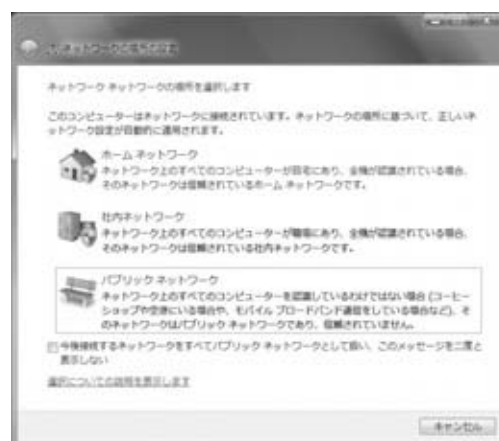 ネットワークの場所の設定
ネットワーク ネットワークの場所を選択します
このコンピューターはネットワークに接続されています。ネットワークの場所に基づいて、正しいネ
ットワーク設定が自動的に適用されます。
ホーム ネットワーク
ネットワーク上のすべてのコンピューターが自宅にあり、全機が認識されている場合、
そのネットワークは信頼されているホーム ネットワークです。
社内ネットワーク
ネットワーク上のすべてのコンピューターが職場にあり、全機が認識されている場合、
そのネットワークは信頼されている社内ネットワークです。
パブリック ネットワーク
ネットワーク上のすべてのコンピューターを認識しているわけではない場合 (コーヒー
ショップや空港にいる場合や、モバイル ブロードバンド通信をしている場合など)、そ
のネットワークはパブリック ネットワークであり、信頼されていません。
今後接続するネットワークをすべてパブリック ネットワークとして扱い、このメッセージを二度と
表示しない
選択についての説明を表示します
キャンセル